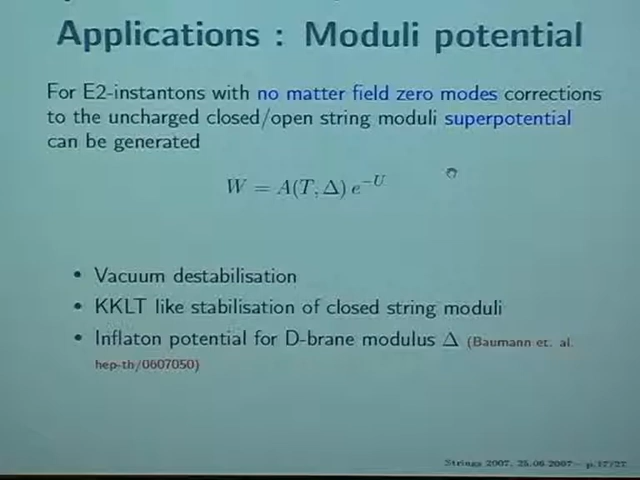 Applications : Moduli potential
For E2-instantons with no matter field zero modes corrections
to the uncharged closed/open string moduli superpotential
can be generated
W = A(T, Δ) e^{-U}
• Vacuum destabilisation
• KKLT like stabilisation of closed string moduli
• Inflaton potential for D-brane modulus Δ (Baumann et. al.
hep-th/0607050)
Strings 2007, 25.06.2007 – p.17/27